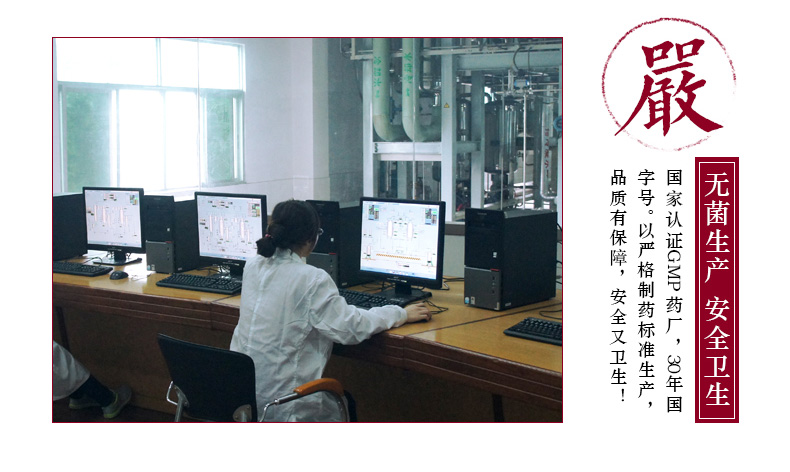 嚴
无菌生产 安全卫生
国家认证GMP药厂，30年国
字号。以严格制药标准生产，
品质有保障，安全又卫生！